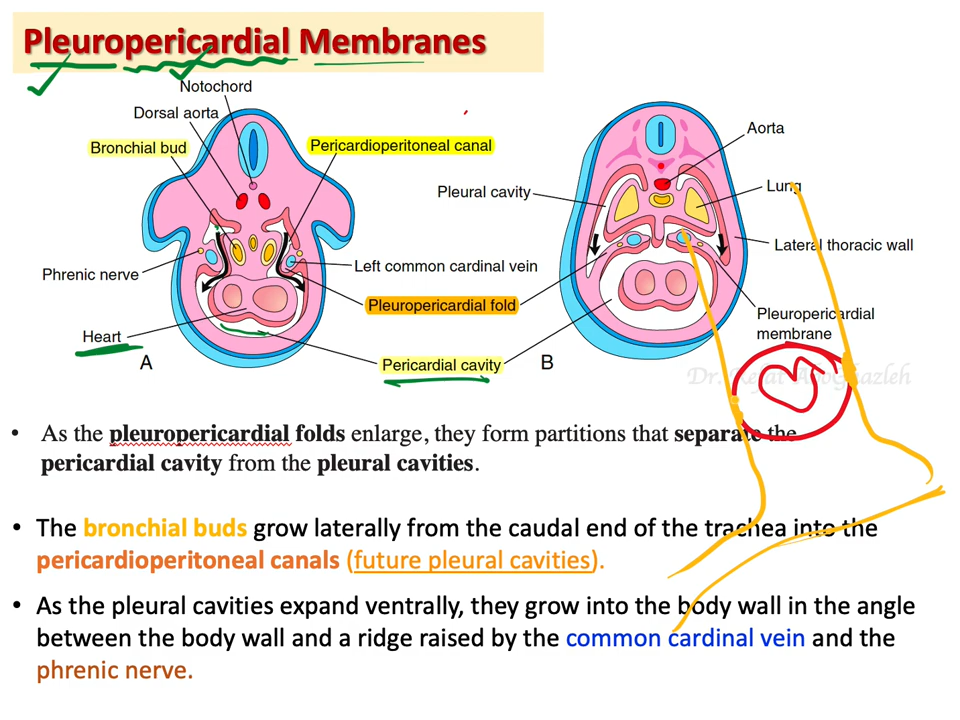 Pleuropericardial Membranes
Notochord
Dorsal aorta
Bronchial bud
Pericardioperitoneal canal
Phrenic nerve
Left common cardinal vein
Pleuropericardial fold
Heart
Pericardial cavity
A
Aorta
Pleural cavity
Lung
Lateral thoracic wall
Pleuropericardial
membrane
B
• As the pleuropericardial folds enlarge, they form partitions that separate the
pericardial cavity from the pleural cavities.
• The bronchial buds grow laterally from the caudal end of the trachea into the
pericardioperitoneal canals (future pleural cavities).
• As the pleural cavities expand ventrally, they grow into the body wall in the angle
between the body wall and a ridge raised by the common cardinal vein and the
phrenic nerve.